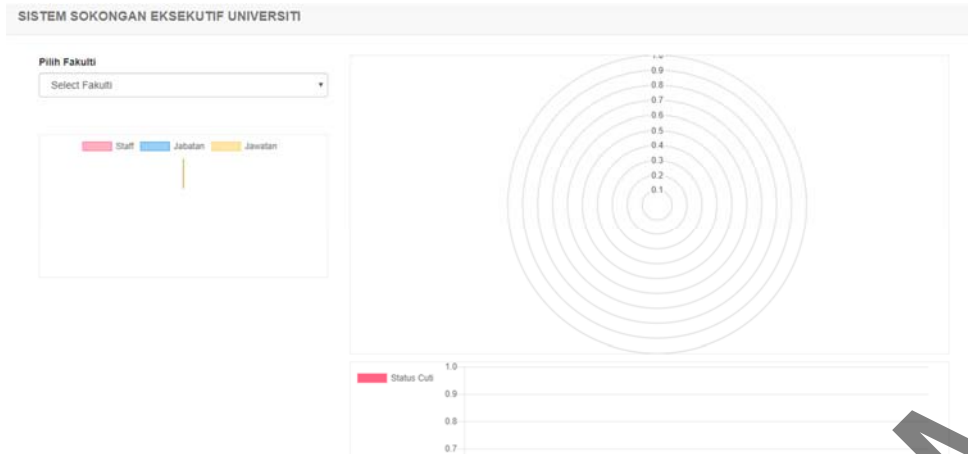 SISTEM SOKONGAN EKSEKUTIF UNIVERSITI
Pilih Fakulti
Select Fakulti
Staff Jabatan Jawatan
1.0
0.9
0.8
0.7
0.6
0.5
0.4
0.3
0.2
0.1
Status Cuti
1.0
0.9
0.8
0.7